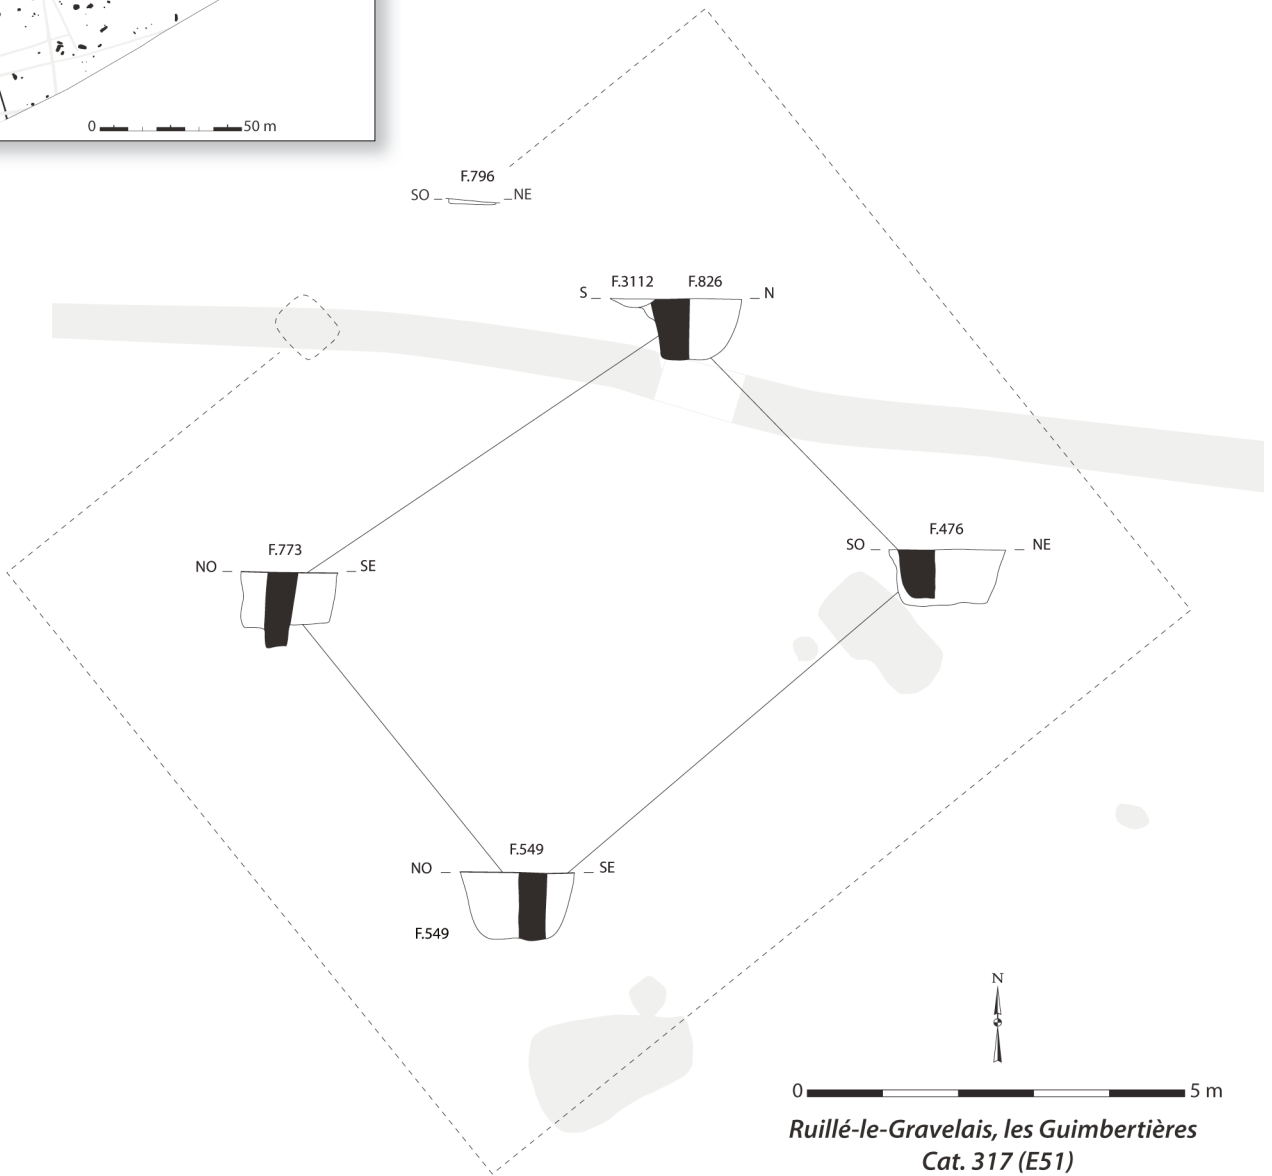 0 50 m
F.796
SO NE
F.3112 F.826
S N
F.476
SO NE
F.773
NO SE
F.549
NO SE
F.549
N
0 5 m
Ruillé-le-Gravelais, les Guimbertières
Cat. 317 (E51)